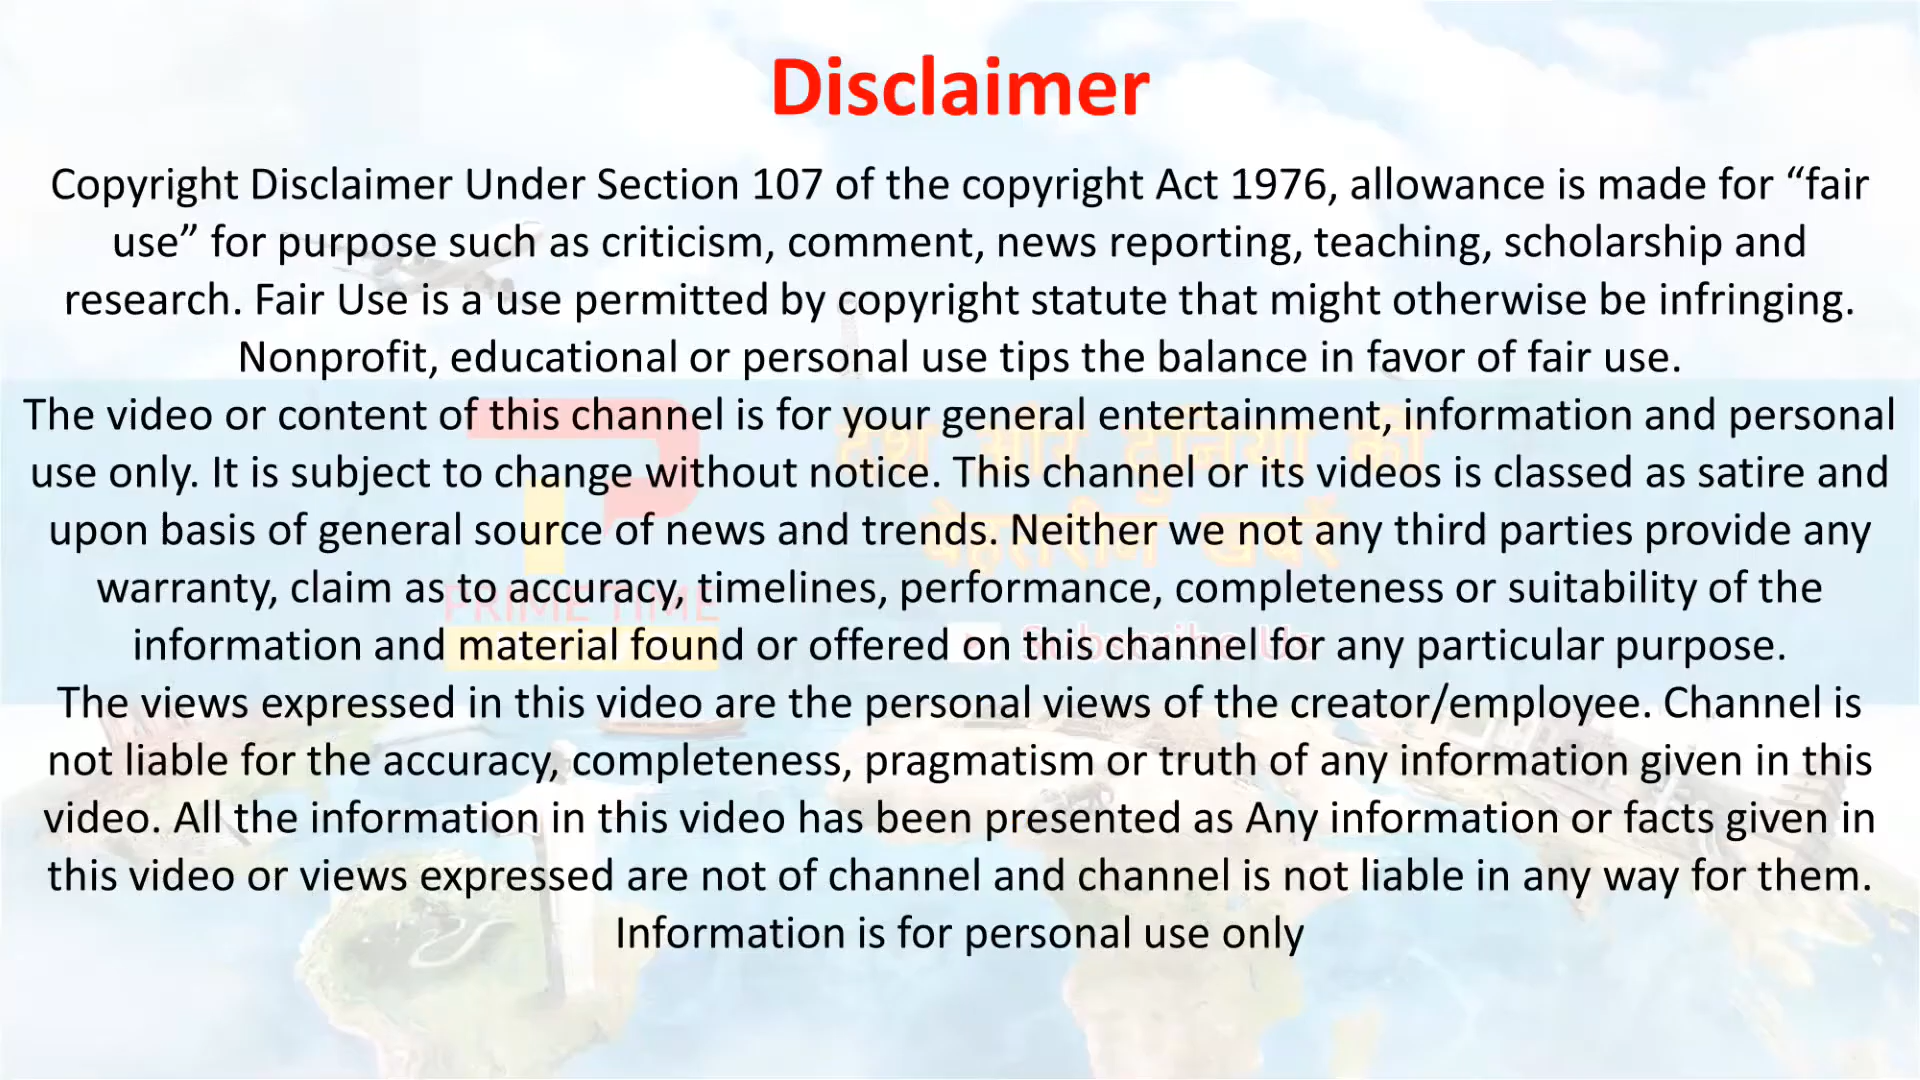 Disclaimer
Copyright Disclaimer Under Section 107 of the copyright Act 1976, allowance is made for “fair
use” for purpose such as criticism, comment, news reporting, teaching, scholarship and
research. Fair Use is a use permitted by copyright statute that might otherwise be infringing.
Nonprofit, educational or personal use tips the balance in favor of fair use.
The video or content of this channel is for your general entertainment, information and personal
use only. It is subject to change without notice. This channel or its videos is classed as satire and
upon basis of general source of news and trends. Neither we not any third parties provide any
warranty, claim as to accuracy, timelines, performance, completeness or suitability of the
information and material found or offered on this channel for any particular purpose.
The views expressed in this video are the personal views of the creator/employee. Channel is
not liable for the accuracy, completeness, pragmatism or truth of any information given in this
video. All the information in this video has been presented as Any information or facts given in
this video or views expressed are not of channel and channel is not liable in any way for them.
Information is for personal use only
देश और दुनिया की
बेहतरीन खबरें
PRIME TIME
Subscribe Us